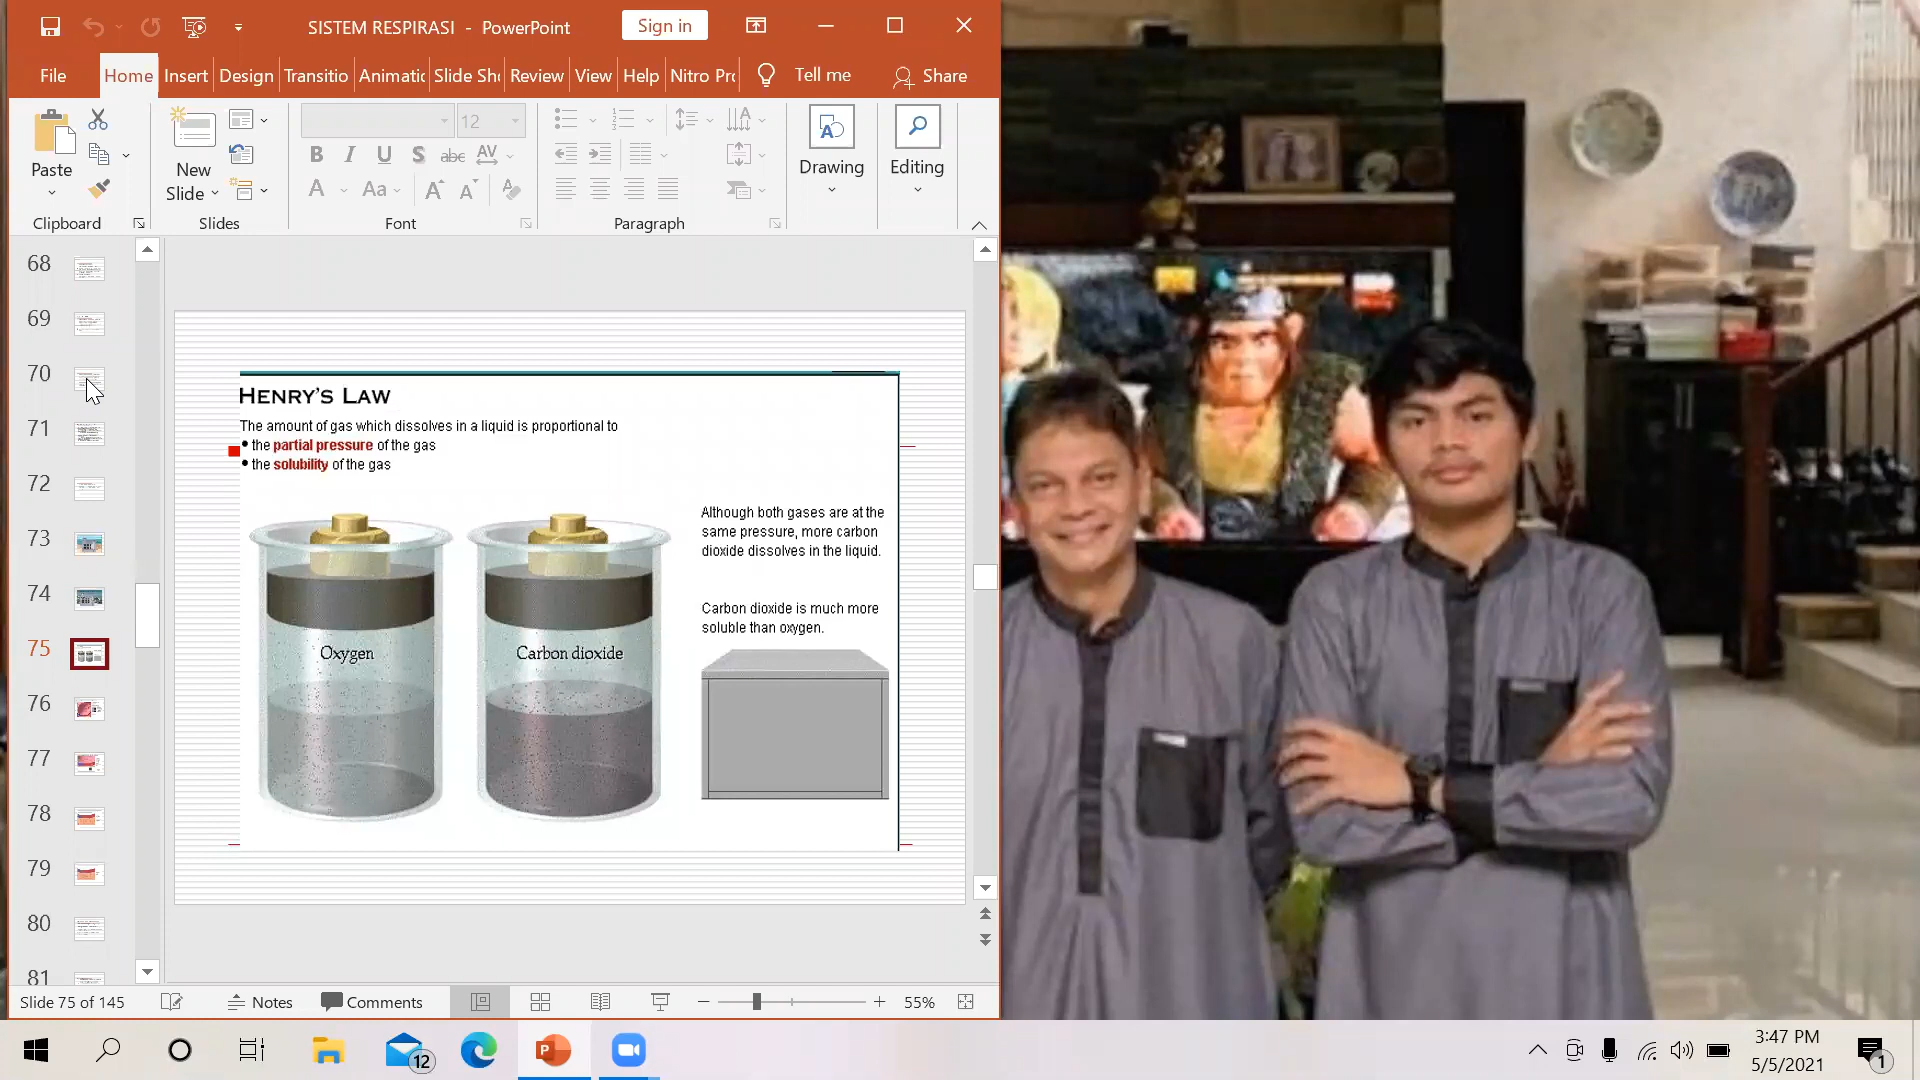 SISTEM RESPIRASI - PowerPoint
Sign in
File
Home
Insert
Design
Transitio
Animatic
Slide Sh
Review
View
Help
Nitro Pr
Tell me
Share
Paste
New
Slide
12
B I U S abc AV
A Aa A A
Drawing
Editing
Clipboard
Slides
Font
Paragraph
68
69
70
71
72
73
74
75
76
77
78
79
80
81
HENRY'S LAW
The amount of gas which dissolves in a liquid is proportional to
• the partial pressure of the gas
• the solubility of the gas
Although both gases are at the
same pressure, more carbon
dioxide dissolves in the liquid.
Carbon dioxide is much more
soluble than oxygen.
Oxygen
Carbon dioxide
Slide 75 of 145
Notes
Comments
55%
12
3:47 PM
5/5/2021
1